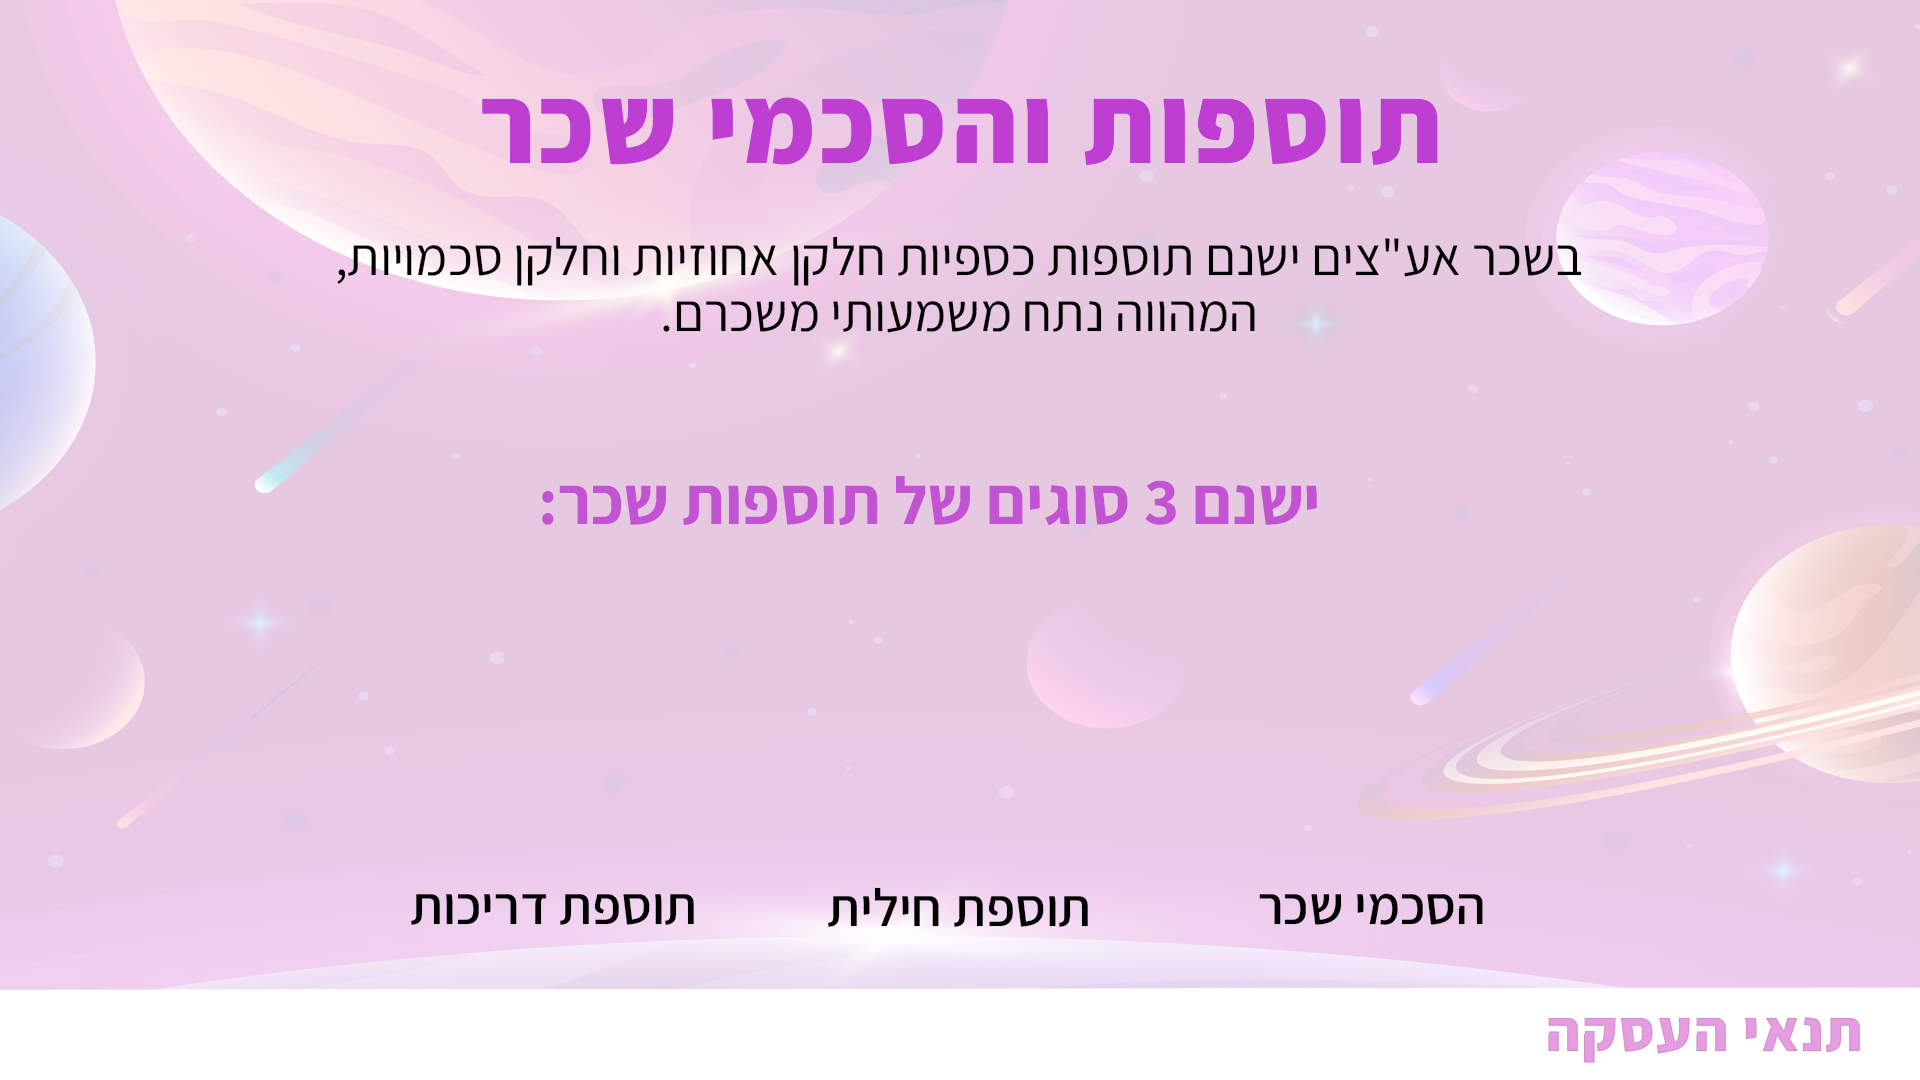 תוספות והסכמי שכר
בשכר אע"צים ישנם תוספות כספיות חלקן אחוזיות וחלקן סכמויות,
המהווה נתח משמעותי משכרם.
ישנם 3 סוגים של תוספות שכר:
הסכמי שכר
תוספת חילית
תוספת דריכות
תנאי העסקה